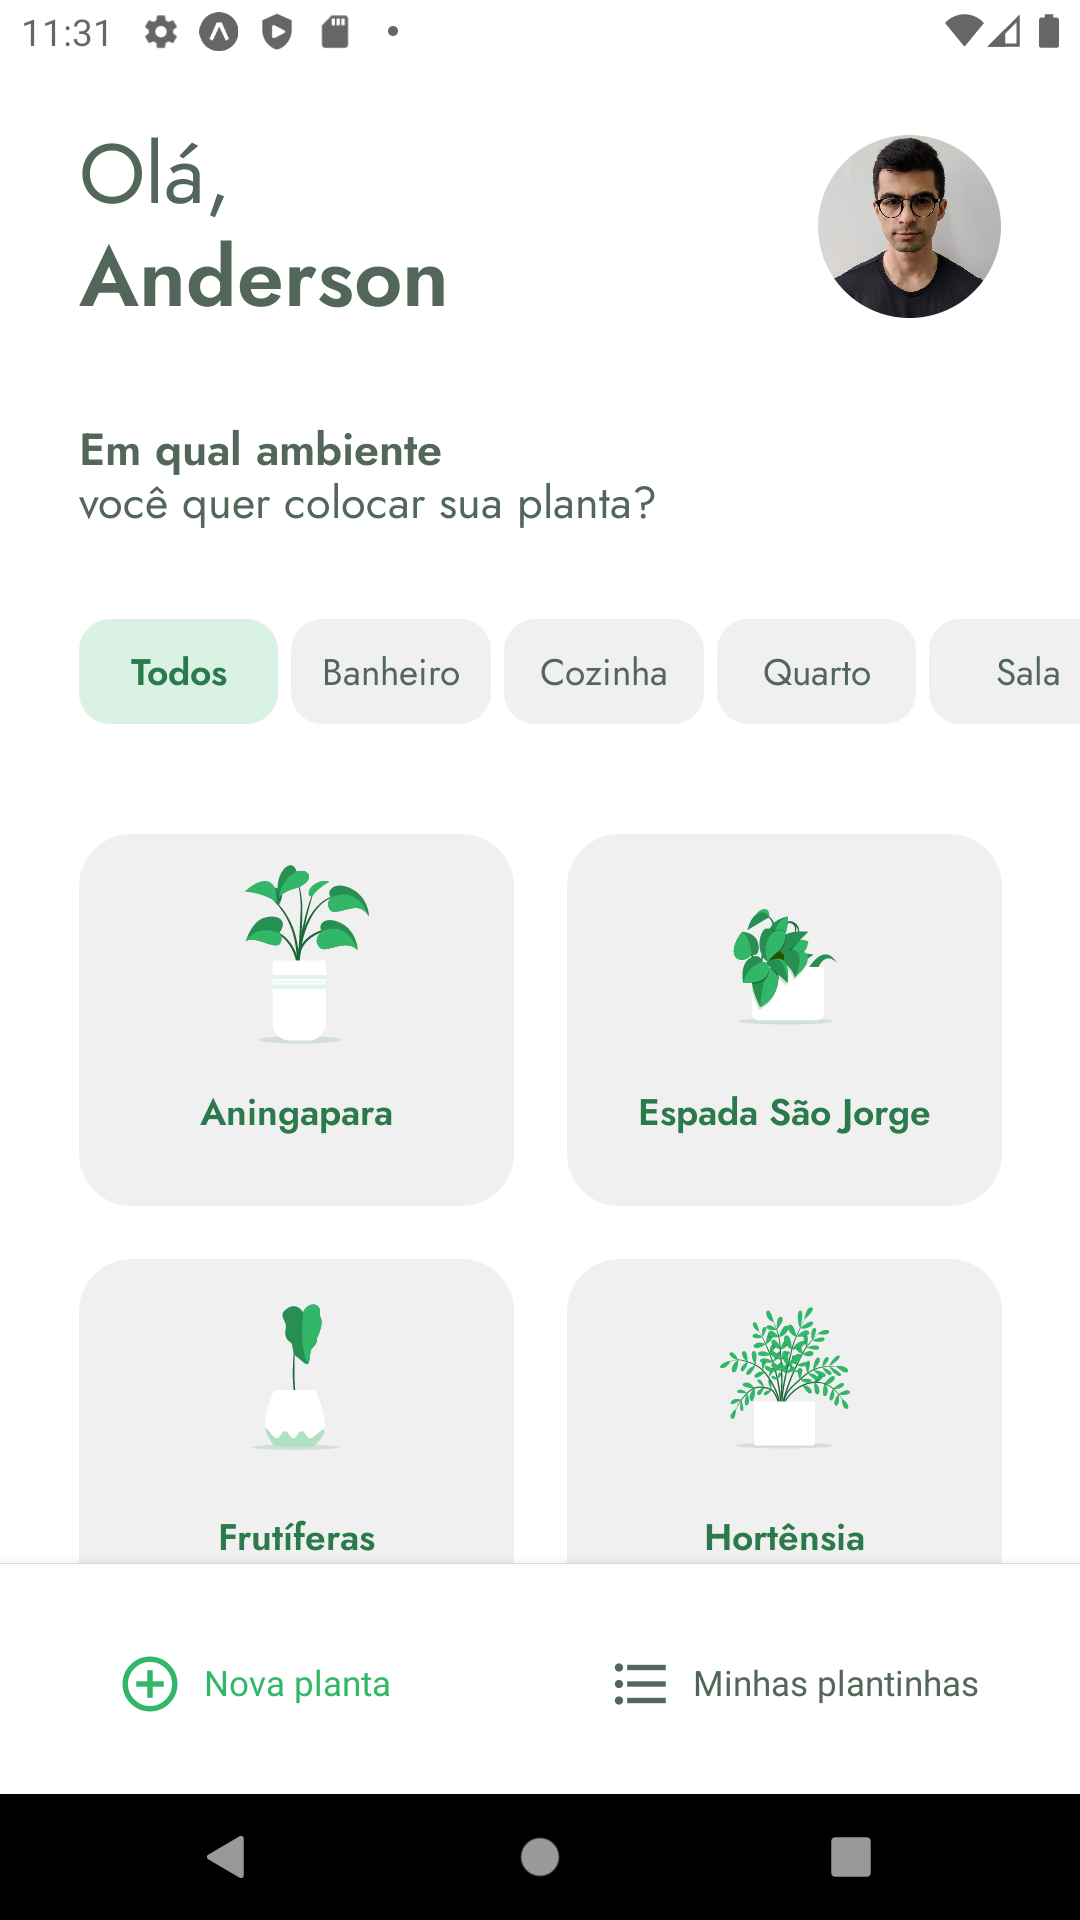 11:31
Olá,
Anderson
Em qual ambiente
você quer colocar sua planta?
Todos
Banheiro
Cozinha
Quarto
Sala
Aningapara
Espada São Jorge
Frutíferas
Hortênsia
Nova planta
Minhas plantinhas